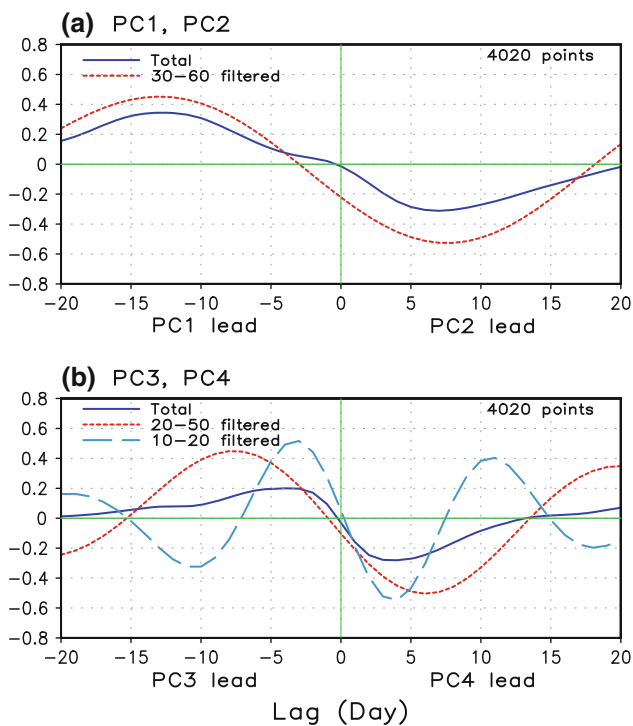 (a) PC1, PC2
0.8
Total
4020 points
0.6
30-60 filtered
0.4
0.2
0
-0.2
-0.4
-0.6
-0.8
-20 -15 -10 -5 0 5 10 15 20
PC1 lead PC2 lead
(b) PC3, PC4
0.8
Total
4020 points
0.6
20-50 filtered
10-20 filtered
0.4
0.2
0
-0.2
-0.4
-0.6
-0.8
-20 -15 -10 -5 0 5 10 15 20
PC3 lead PC4 lead
Lag (Day)